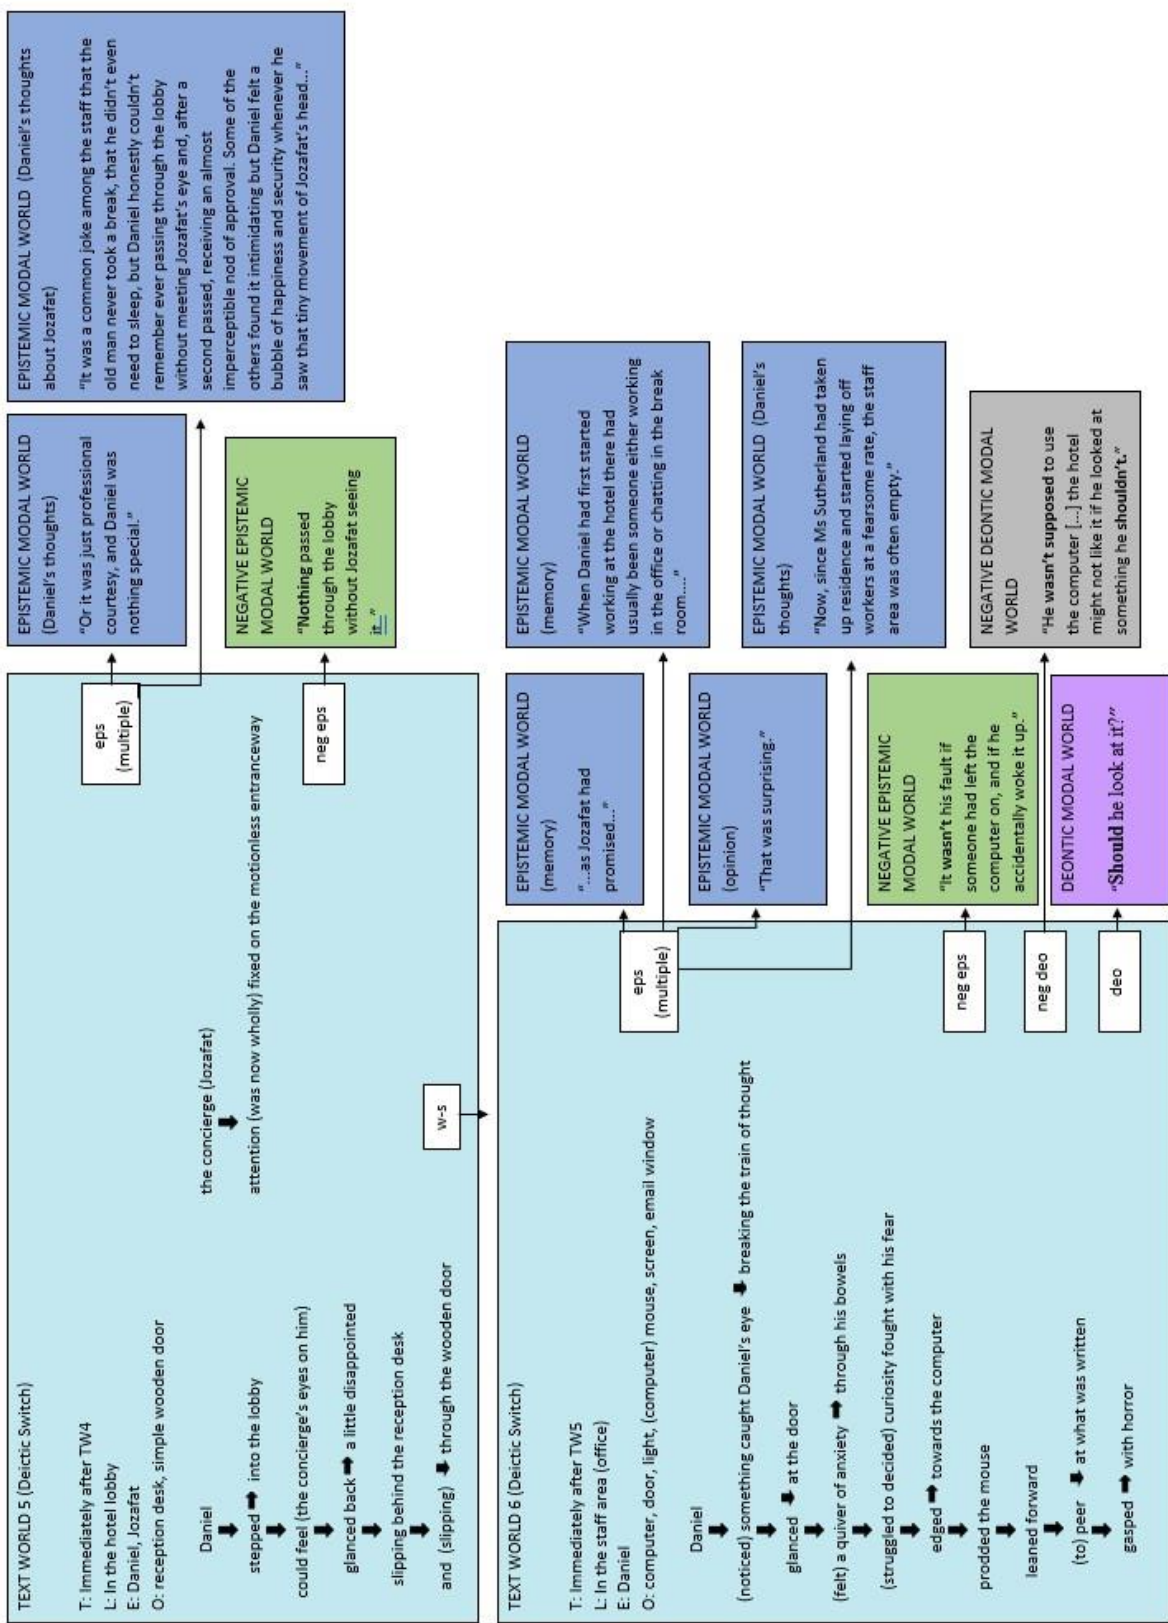 TEXT WORLD 5 (Deictic Switch)
T: Immediately after TW4
L: In the hotel lobby
E: Daniel, Jozafat
O: reception desk, simple wooden door
Daniel
stepped ➡ into the lobby
could feel (the concierge's eyes on him)
glanced back ➡ a little disappointed
slipping behind the reception desk
and (slipping) ➡ through the wooden door
the concierge (Jozafat)
attention (was now wholly) fixed on the motionless entranceway
eps
(multiple)
neg eps
w-s
EPISTEMIC MODAL WORLD
(Daniel's thoughts)
"Or it was just professional
courtesy, and Daniel was
nothing special."
EPISTEMIC MODAL WORLD (Daniel's thoughts
about Jozafat)
"It was a common joke among the staff that the
old man never took a break, that he didn't even
need to sleep, but Daniel honestly couldn't
remember ever passing through the lobby
without meeting Jozafat's eye and, after a
second passed, receiving an almost
imperceptible nod of approval. Some of the
others found it intimidating but Daniel felt a
bubble of happiness and security whenever he
saw that tiny movement of Jozafat's head..."
NEGATIVE EPISTEMIC
MODAL WORLD
"Nothing passed
through the lobby
without Jozafat seeing
it."
TEXT WORLD 6 (Deictic Switch)
T: Immediately after TW5
L: In the staff area (office)
E: Daniel
O: computer, door, light, (computer) mouse, screen, email window
Daniel
(noticed) something caught Daniel's eye ➡ breaking the train of thought
glanced ➡ at the door
(felt) a quiver of anxiety ➡ through his bowels
(struggled to decided) curiosity fought with his fear
edged ➡ towards the computer
prodded the mouse
leaned forward
(to) peer ➡ at what was written
gasped ➡ with horror
eps
(multiple)
neg eps
neg deo
deo
EPISTEMIC MODAL WORLD
(memory)
"...as Jozafat had
promised..."
EPISTEMIC MODAL WORLD
(memory)
"When Daniel had first started
working at the hotel there had
usually been someone either working
in the office or chatting in the break
room...."
EPISTEMIC MODAL WORLD
(opinion)
"That was surprising."
EPISTEMIC MODAL WORLD (Daniel's
thoughts)
"Now, since Ms Sutherland had taken
up residence and started laying off
workers at a fearsome rate, the staff
area was often empty."
NEGATIVE EPISTEMIC
MODAL WORLD
"It wasn't his fault if
someone had left the
computer on, and if he
accidentally woke it up."
NEGATIVE DEONTIC MODAL
WORLD
"He wasn't supposed to use
the computer [...] the hotel
might not like it if he looked at
something he shouldn't."
DEONTIC MODAL WORLD
"Should he look at it?"